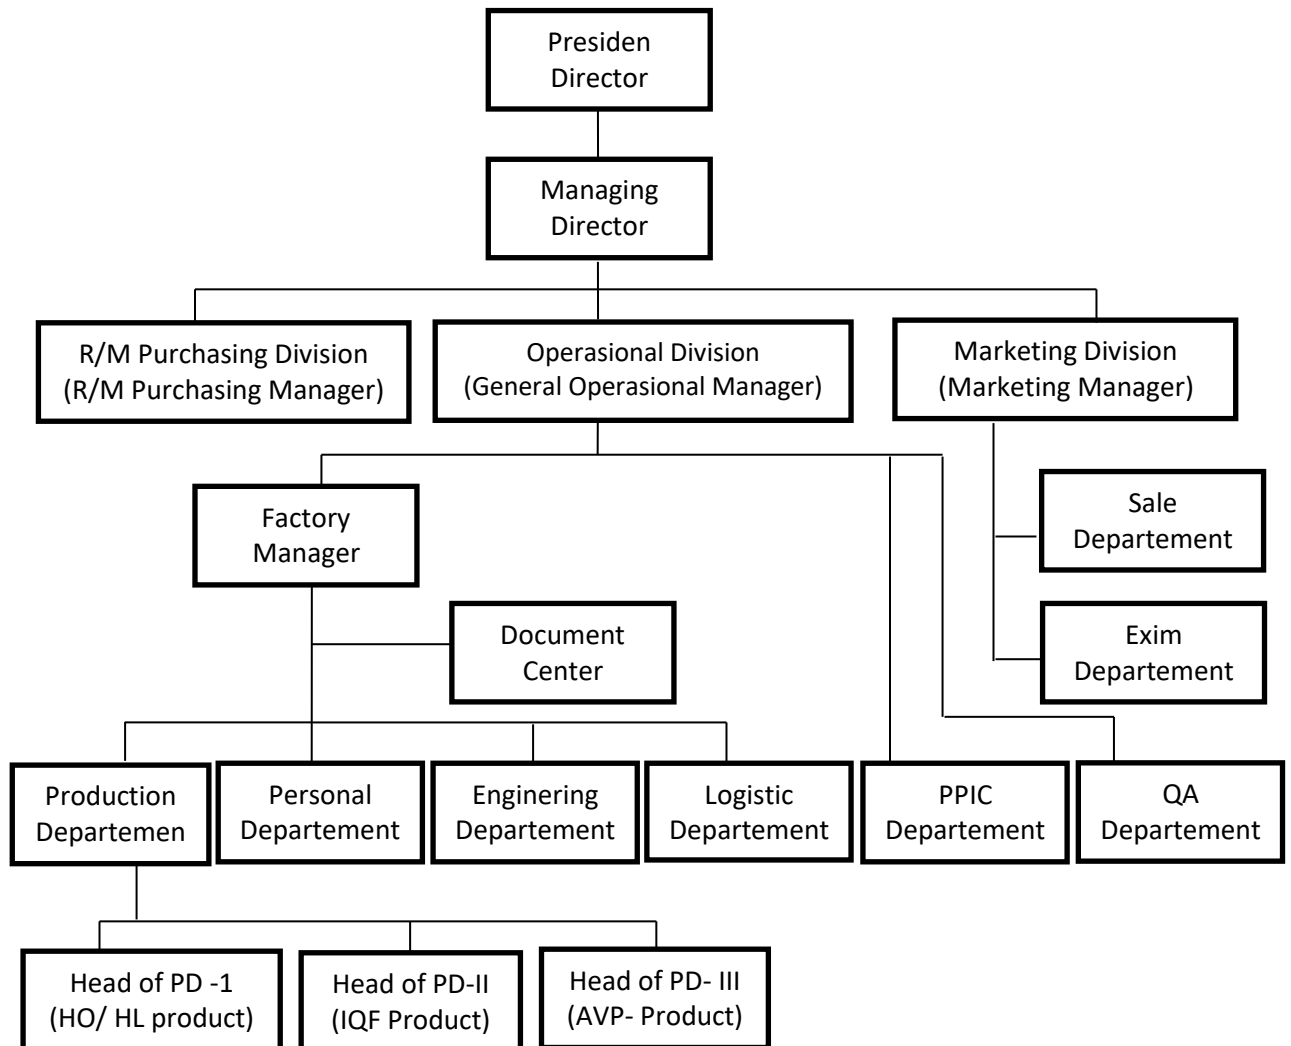 Presiden
Director
Managing
Director
R/M Purchasing Division
(R/M Purchasing Manager)
Operasional Division
(General Operasional Manager)
Marketing Division
(Marketing Manager)
Factory
Manager
Sale
Departement
Document
Center
Exim
Departement
Production
Departemen
Personal
Departement
Enginering
Departement
Logistic
Departement
PPIC
Departement
QA
Departement
Head of PD -1
(HO/ HL product)
Head of PD-II
(IQF Product)
Head of PD- III
(AVP- Product)